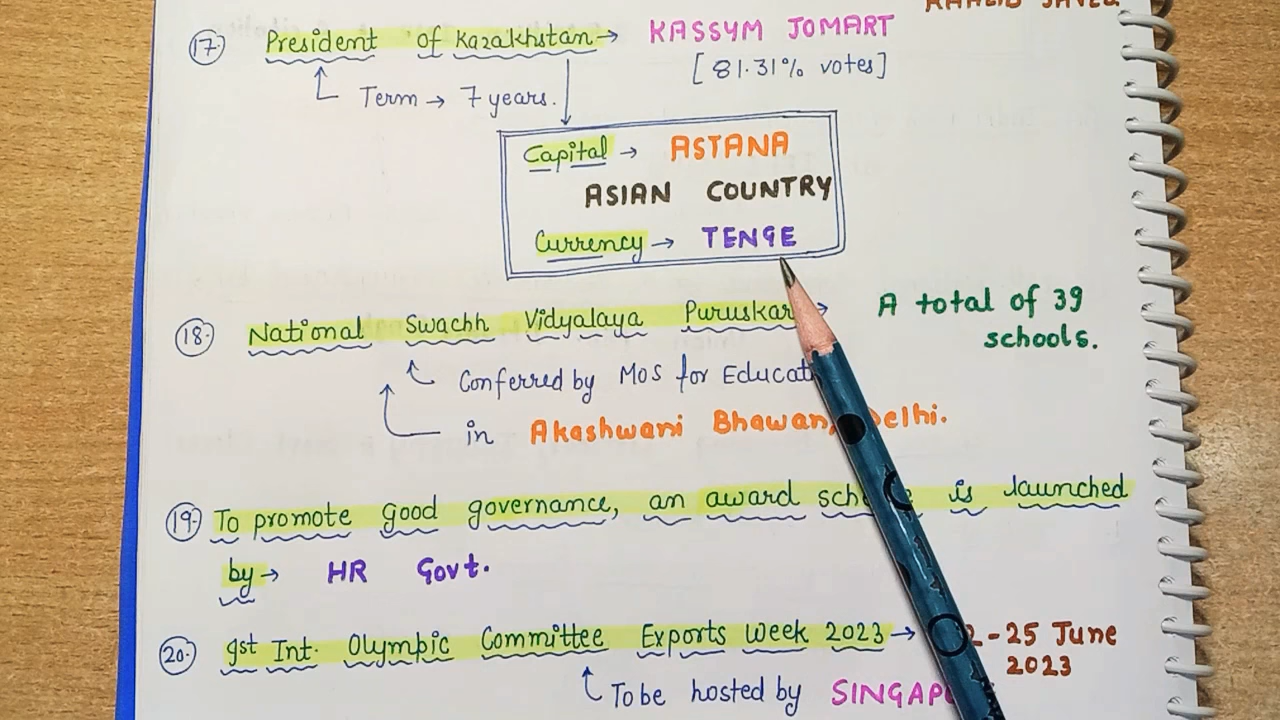 17. President of Kazakhstan → KASSYM JOMART
[81.31% votes]
Term → 7 years.
Capital → ASTANA
ASIAN COUNTRY
Currency → TENGE
18. National Swachh Vidyalaya Puruskar → A total of 39
schools.
Conferred by MoS for
in Akashwani Bhawan, Delhi.
19. To promote good governance, an award is launched
by → HR Govt.
20. 1st Int. Olympic Committee Exports Week 2023 → 2-25 June
2023
To be hosted by